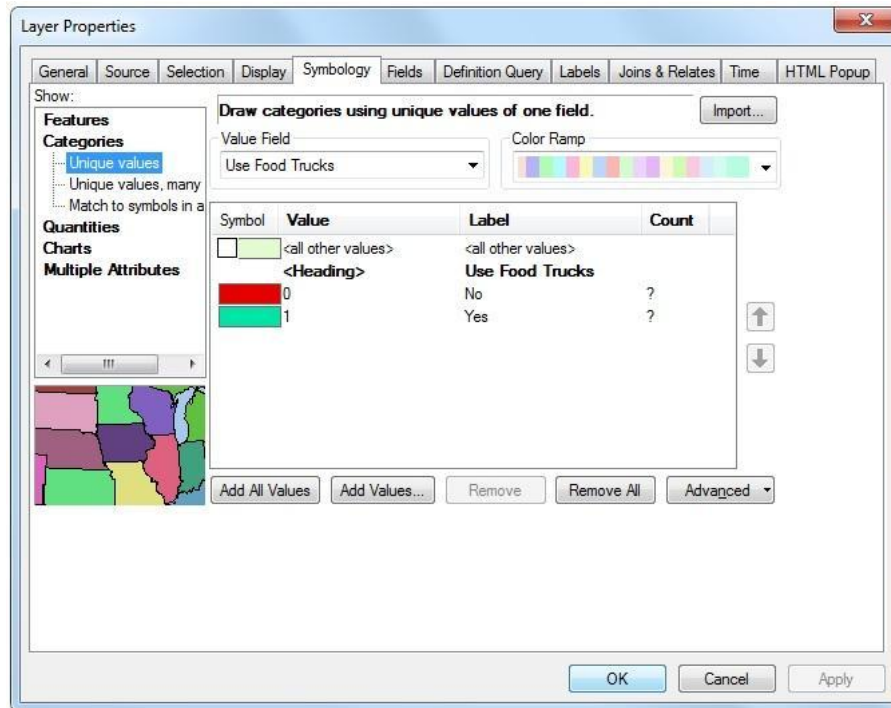 Layer Properties
General Source Selection Display Symbology Fields Definition Query Labels Joins & Relates Time HTML Popup
Show:
Features
Categories
Unique values
Unique values, many
Match to symbols in a
Quantities
Charts
Multiple Attributes
Draw categories using unique values of one field.
Import...
Value Field
Use Food Trucks
Color Ramp
Symbol Value Label Count
<all other values> <all other values>
<Heading> Use Food Trucks
0 No ?
1 Yes ?
Add All Values Add Values... Remove Remove All Advanced
OK Cancel Apply